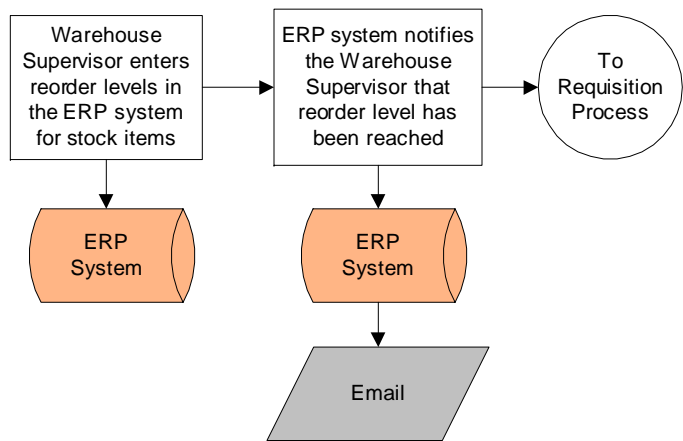 Warehouse
Supervisor enters
reorder levels in
the ERP system
for stock items
ERP system notifies
the Warehouse
Supervisor that
reorder level has
been reached
To
Requisition
Process
ERP
System
ERP
System
Email